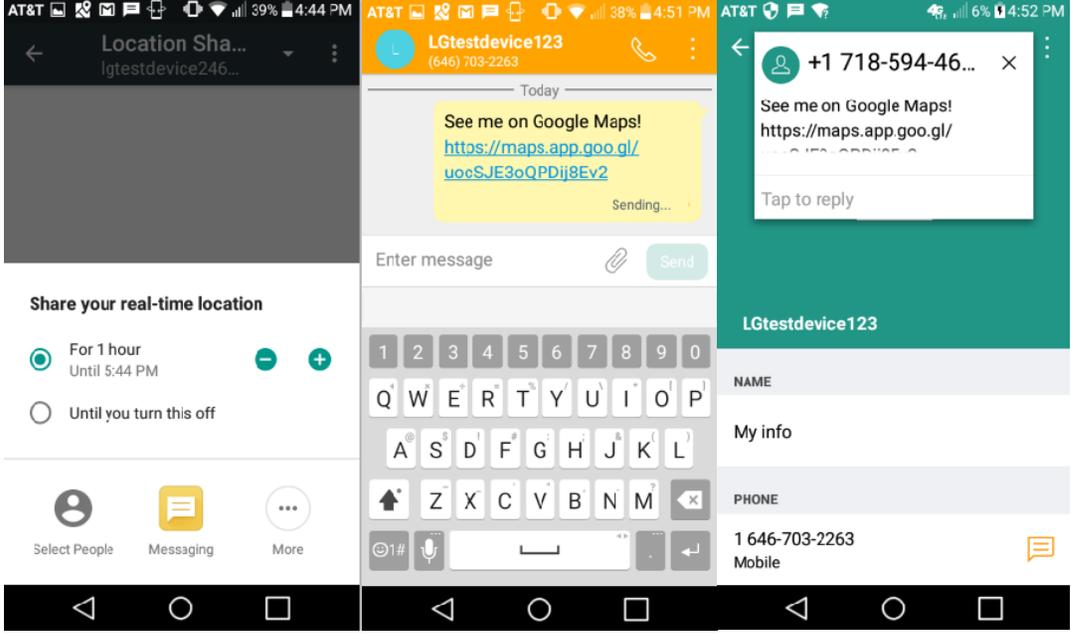 AT&T 39% 4:44 PM
Location Sha...
lgtestdevice246...
Share your real-time location
For 1 hour
Until 5:44 PM
Until you turn this off
Select People Messaging More
AT&T 38% 4:51 PM
L
LGtestdevice123
(646) 703-2263
Today
See me on Google Maps!
https://maps.app.goo.gl/
uocSJE3oQPDij8Ev2
Sending...
Enter message
Send
1 2 3 4 5 6 7 8 9 0
Q W E R T Y U I O P
A S D F G H J K L
Z X C V B N M
1# .
AT&T 4G LTE 6% 4:52 PM
+1 718-594-46...
See me on Google Maps!
https://maps.app.goo.gl/
Tap to reply
LGtestdevice123
NAME
My info
PHONE
1 646-703-2263
Mobile